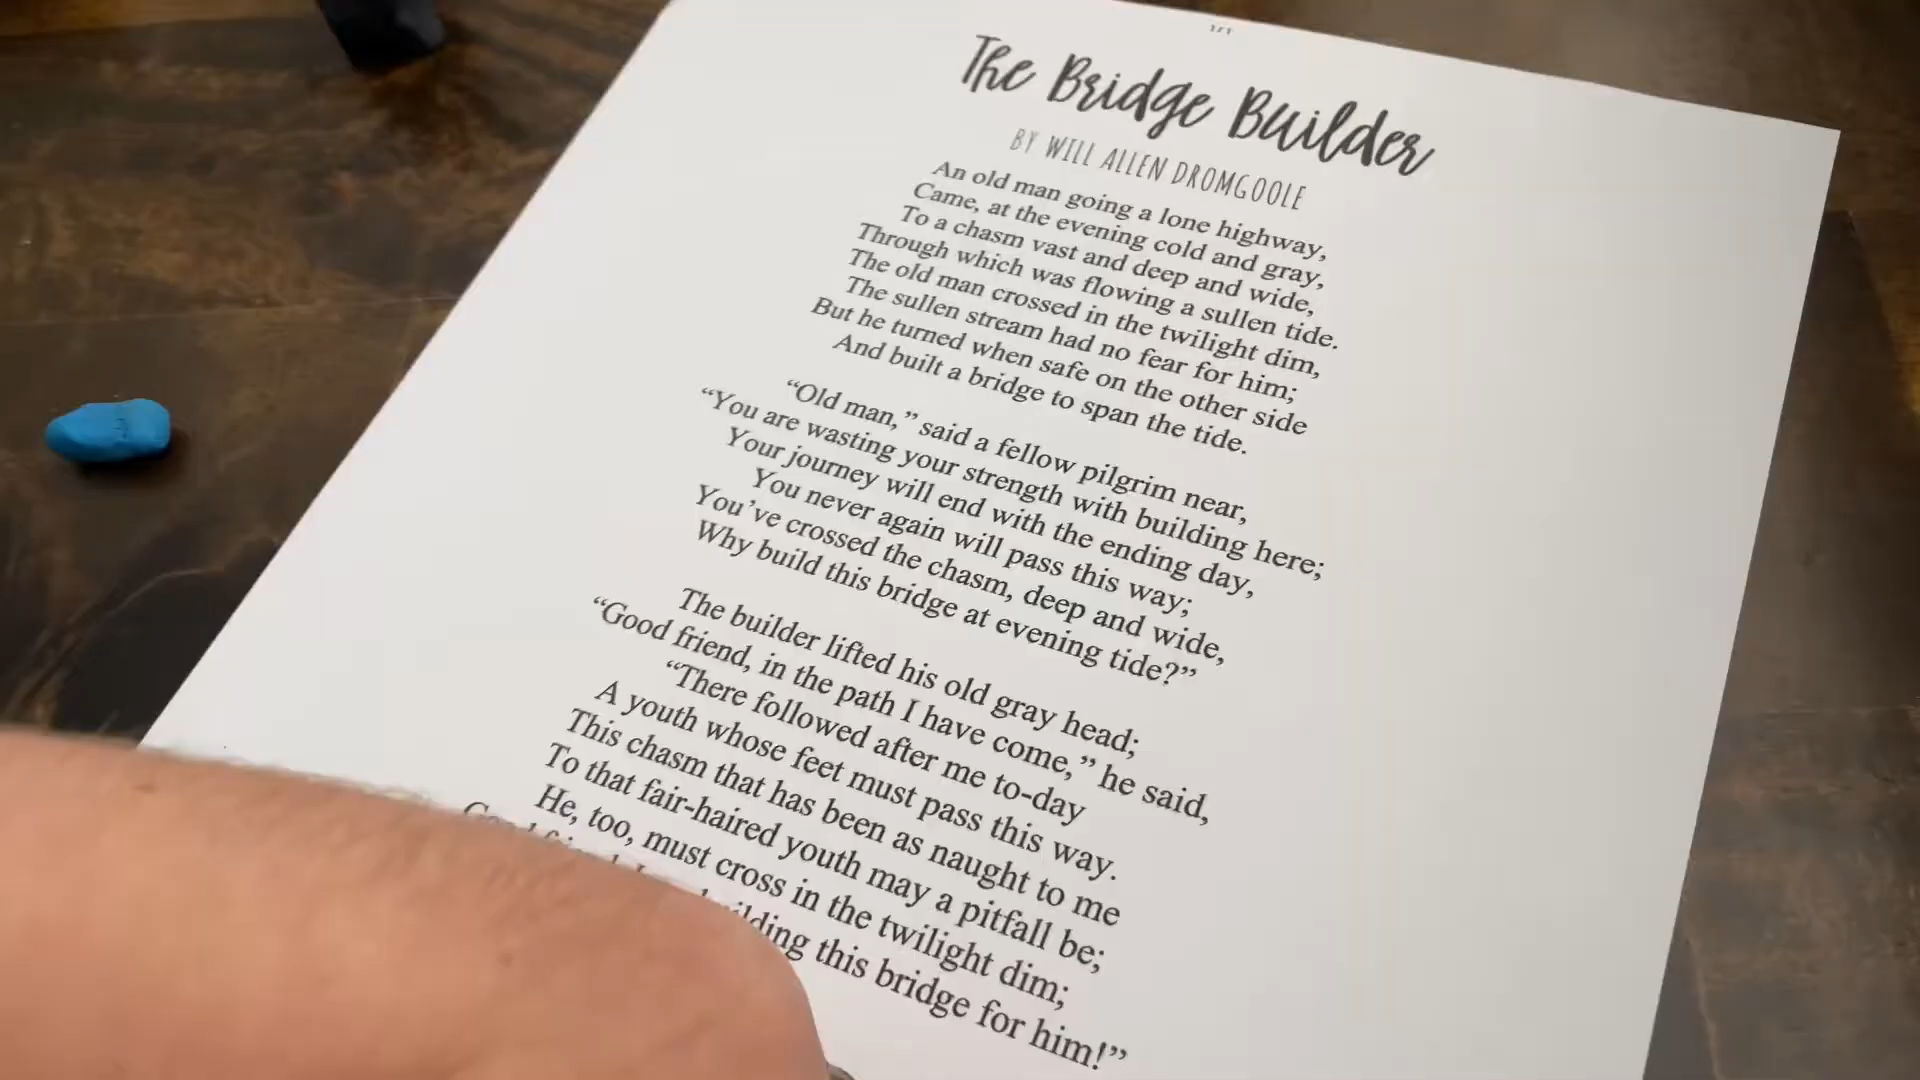 The Bridge Builder
BY WILL ALLEN DROMGOOLE
An old man going a lone highway,
Came, at the evening cold and gray,
To a chasm vast and deep and wide,
Through which was flowing a sullen tide.
The old man crossed in the twilight dim,
The sullen stream had no fear for him;
But he turned when safe on the other side
And built a bridge to span the tide.
“Old man,” said a fellow pilgrim near,
“You are wasting your strength with building here;
Your journey will end with the ending day,
You never again will pass this way;
You’ve crossed the chasm, deep and wide,
Why build this bridge at evening tide?”
The builder lifted his old gray head;
“Good friend, in the path I have come,” he said,
“There followed after me to-day
A youth whose feet must pass this way.
This chasm that has been as naught to me
To that fair-haired youth may a pitfall be;
He, too, must cross in the twilight dim;
Good friend, building this bridge for him!”